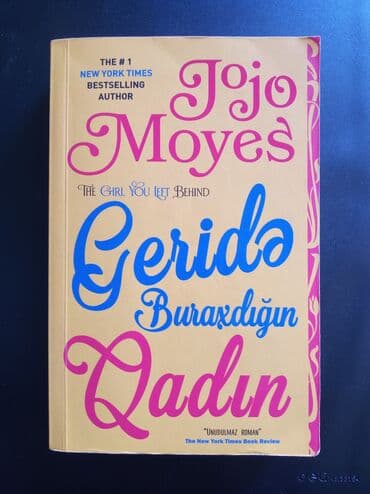 THE # 1
NEW YORK TIMES
BESTSELLING
AUTHOR
Jojo
Moyes
THE GIRL YOU LEFT BEHIND
Geridə
Buraxdığın
Qadın
"UNUDULMAZ ROMAN"
The New York Times Book Review